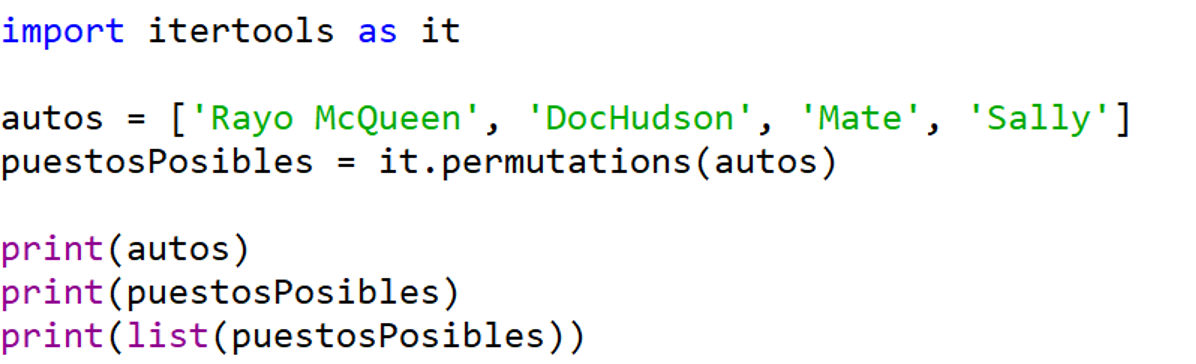 import itertools as it
autos = ['Rayo McQueen', 'DocHudson', 'Mate', 'Sally']
puestosPosibles = it.permutations(autos)
print(autos)
print(puestosPosibles)
print(list(puestosPosibles))